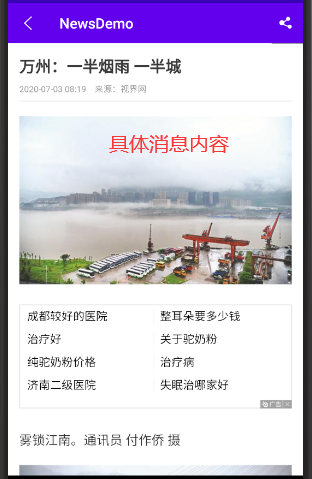 NewsDemo
万州：一半烟雨 一半城
2020-07-03 08:19 来源：视界网
具体消息内容
成都较好的医院 整耳朵要多少钱
治疗好 关于驼奶粉
纯驼奶粉价格 治疗病
济南二级医院 失眠治哪家好
广告
雾锁江南。通讯员 付作侨 摄